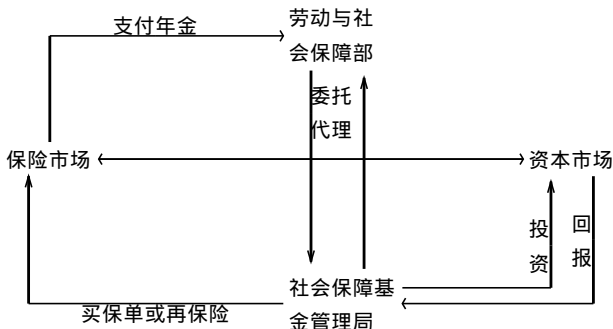 支付年金
劳动与社
会保障部
委托
代理
保险市场
资本市场
投
资
回
报
社会保障基
金管理局
买保单或再保险